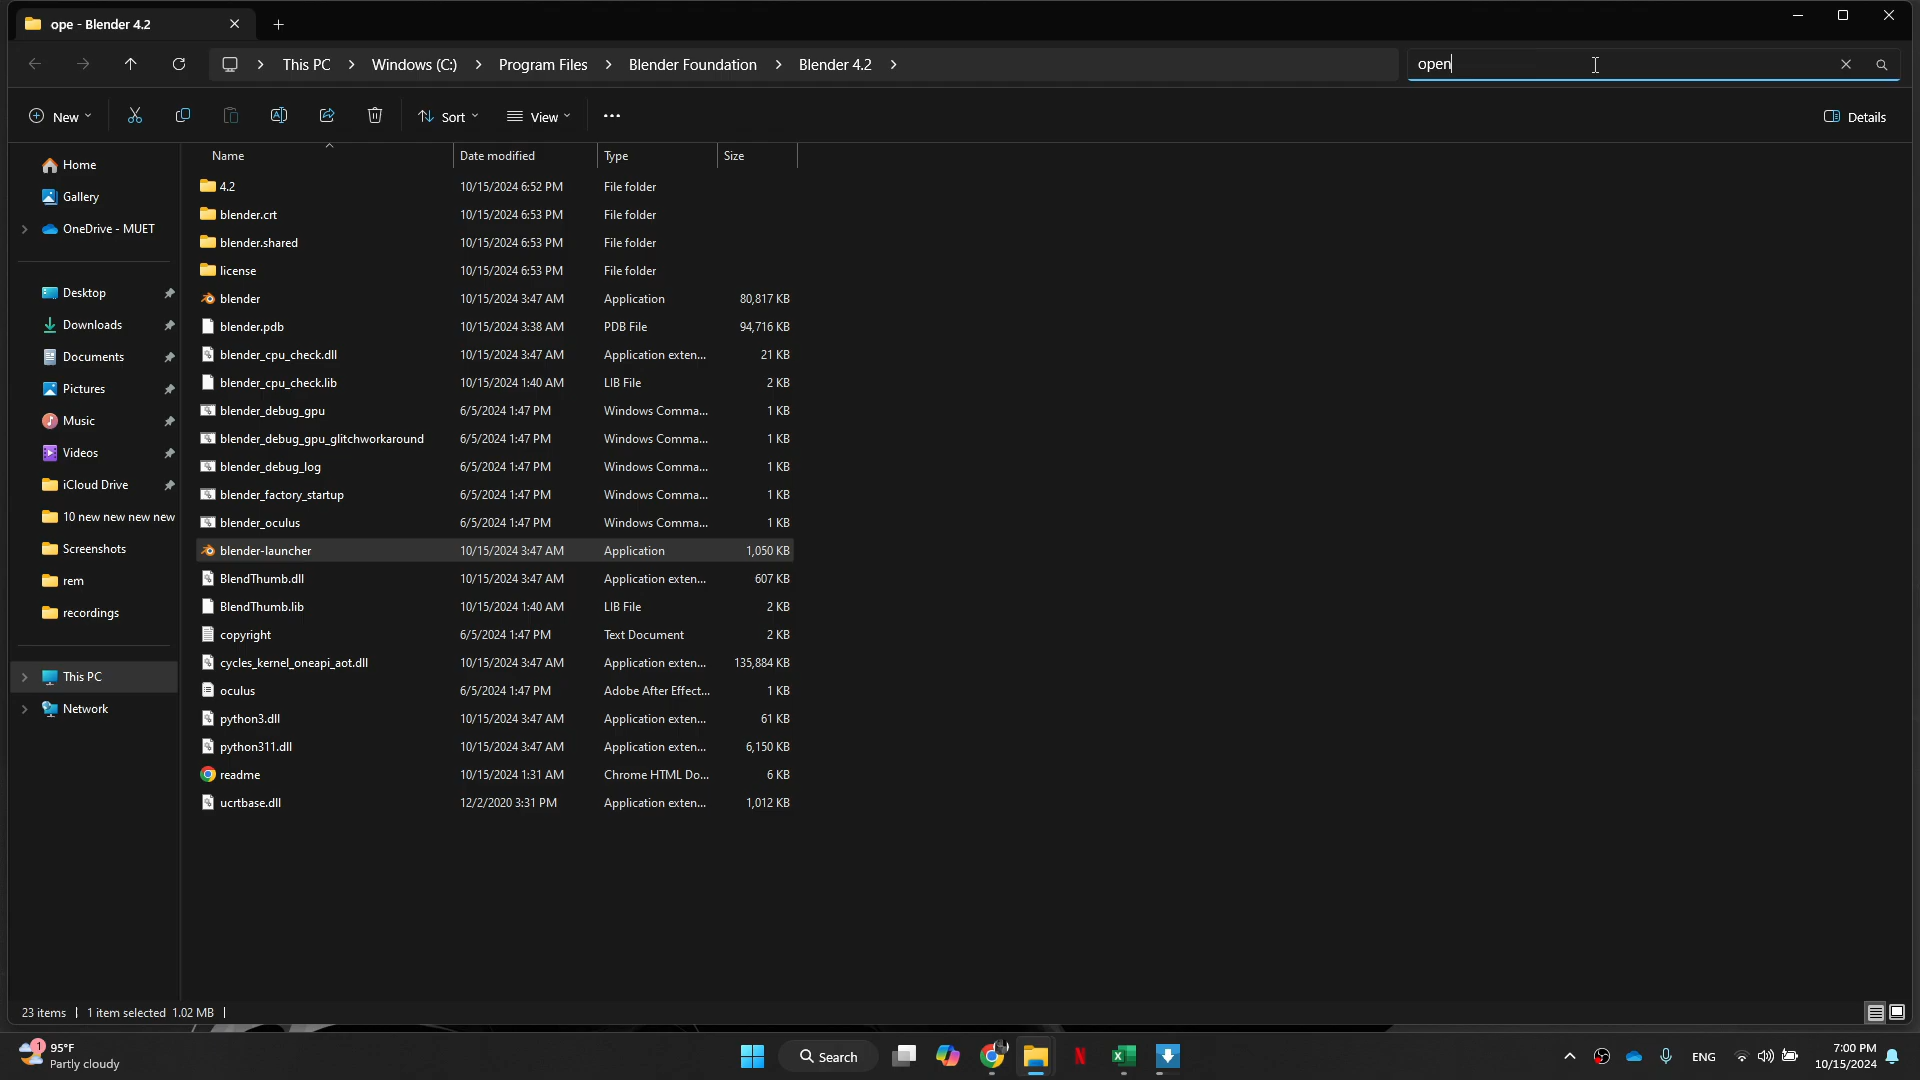 ope - Blender 4.2
This PC > Windows (C:) > Program Files > Blender Foundation > Blender 4.2 >
open
New
Sort
View
Details
Name Date modified Type Size
Home
Gallery
OneDrive - MUET
Desktop
Downloads
Documents
Pictures
Music
Videos
iCloud Drive
10 new new new new
Screenshots
rem
recordings
This PC
Network
4.2 10/15/2024 6:52 PM File folder
blender.crt 10/15/2024 6:53 PM File folder
blender.shared 10/15/2024 6:53 PM File folder
license 10/15/2024 6:53 PM File folder
blender 10/15/2024 3:47 AM Application 80,817 KB
blender.pdb 10/15/2024 3:38 AM PDB File 94,716 KB
blender_cpu_check.dll 10/15/2024 3:47 AM Application exten... 21 KB
blender_cpu_check.lib 10/15/2024 1:40 AM LIB File 2 KB
blender_debug_gpu 6/5/2024 1:47 PM Windows Comma... 1 KB
blender_debug_gpu_glitchworkaround 6/5/2024 1:47 PM Windows Comma... 1 KB
blender_debug_log 6/5/2024 1:47 PM Windows Comma... 1 KB
blender_factory_startup 6/5/2024 1:47 PM Windows Comma... 1 KB
blender_oculus 6/5/2024 1:47 PM Windows Comma... 1 KB
blender-launcher 10/15/2024 3:47 AM Application 1,050 KB
BlendThumb.dll 10/15/2024 3:47 AM Application exten... 607 KB
BlendThumb.lib 10/15/2024 1:40 AM LIB File 2 KB
copyright 6/5/2024 1:47 PM Text Document 2 KB
cycles_kernel_oneapi_aot.dll 10/15/2024 3:47 AM Application exten... 135,884 KB
oculus 6/5/2024 1:47 PM Adobe After Effect... 1 KB
python3.dll 10/15/2024 3:47 AM Application exten... 61 KB
python311.dll 10/15/2024 3:47 AM Application exten... 6,150 KB
readme 10/15/2024 1:31 AM Chrome HTML Do... 6 KB
ucrtbase.dll 12/2/2020 3:31 PM Application exten... 1,012 KB
23 items | 1 item selected 1.02 MB |
1
95°F
Partly cloudy
Search
ENG
7:00 PM
10/15/2024